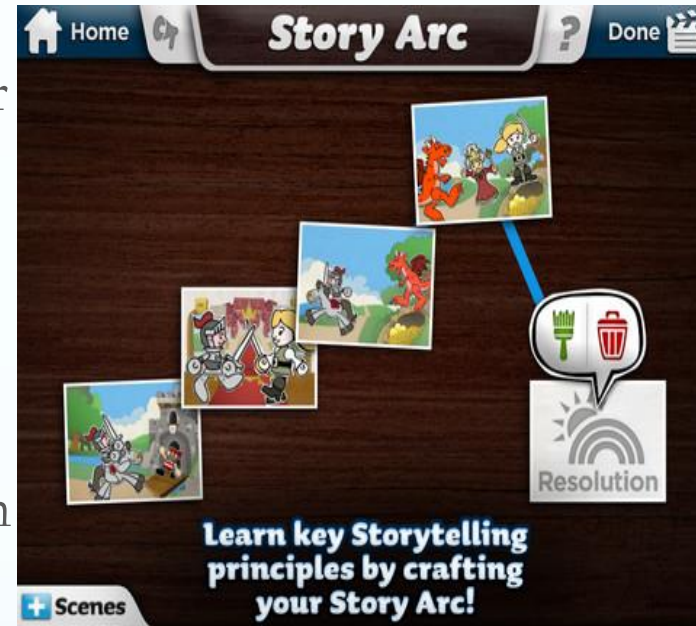 Home
Story Arc
?
Done
Resolution
Learn key Storytelling
principles by crafting
your Story Arc!
+ Scenes